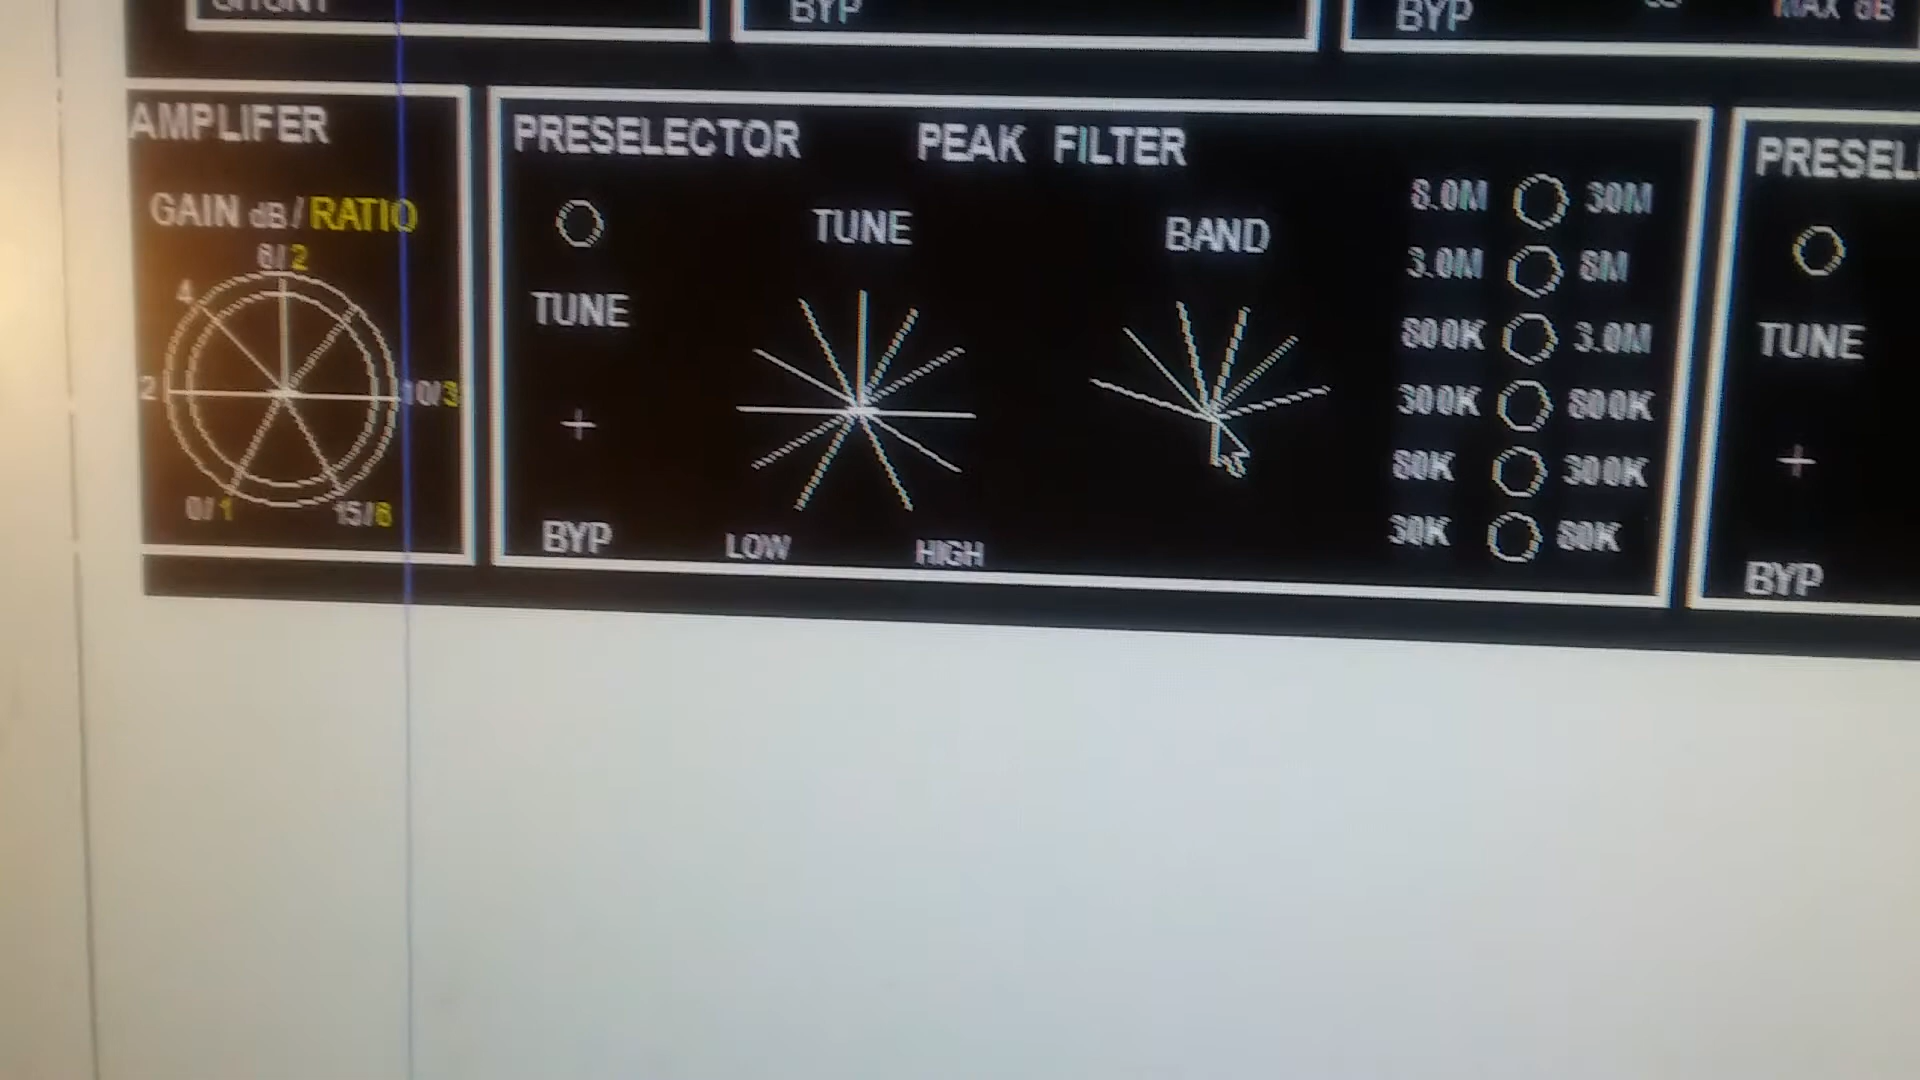 BYP
BYP
MAX dB
AMPLIFER
GAIN dB/RATIO
6/2
4
2
10/3
0/1
15/6
PRESELECTOR PEAK FILTER
TUNE
TUNE
BAND
BYP
LOW
HIGH
8.0M 30M
3.0M 8M
800K 3.0M
300K 800K
80K 300K
30K 80K
PRESEL
TUNE
BYP